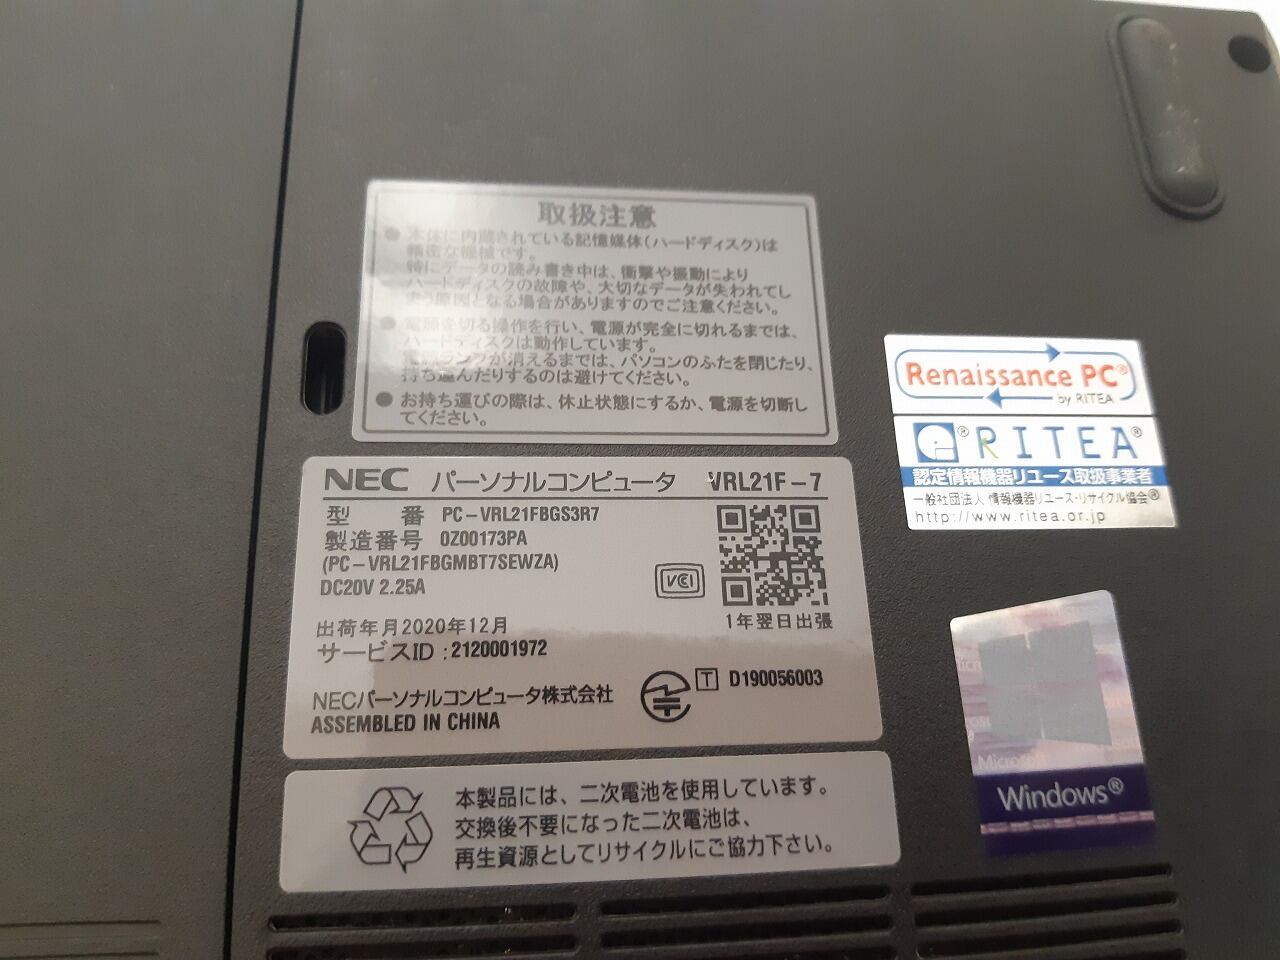 取扱注意
● 本体に内蔵されている記憶媒体(ハードディスク)は
精密な機械です。
特にデータの読み書き中は、衝撃や振動により
ハードディスクの故障や、大切なデータが失われてし
まう原因となる場合がありますのでご注意ください。
● 電源を切る操作を行い、電源が完全に切れるまでは、
ハードディスクは動作しています。
電源ランプが消えるまでは、パソコンのふたを閉じたり、
持ち運んだりするのは避けてください。
● お持ち運びの際は、休止状態にするか、電源を切断し
てください。
NEC パーソナルコンピュータ VRL21F-7
型 番 PC-VRL21FBGS3R7
製造番号 0Z00173PA
(PC-VRL21FBGMBT7SEWZA)
DC20V 2.25A
VCCI
1年翌日出張
出荷年月2020年12月
サービスID:2120001972
NECパーソナルコンピュータ株式会社
T D190056003
ASSEMBLED IN CHINA
本製品には、二次電池を使用しています。
交換後不要になった二次電池は、
再生資源としてリサイクルにご協力下さい。
Renaissance PC®
by RITEA
® RITEA®
認定情報機器リユース取扱事業者
一般社団法人 情報機器リユース・リサイクル協会®
http://www.ritea.or.jp
Microsoft
Windows®